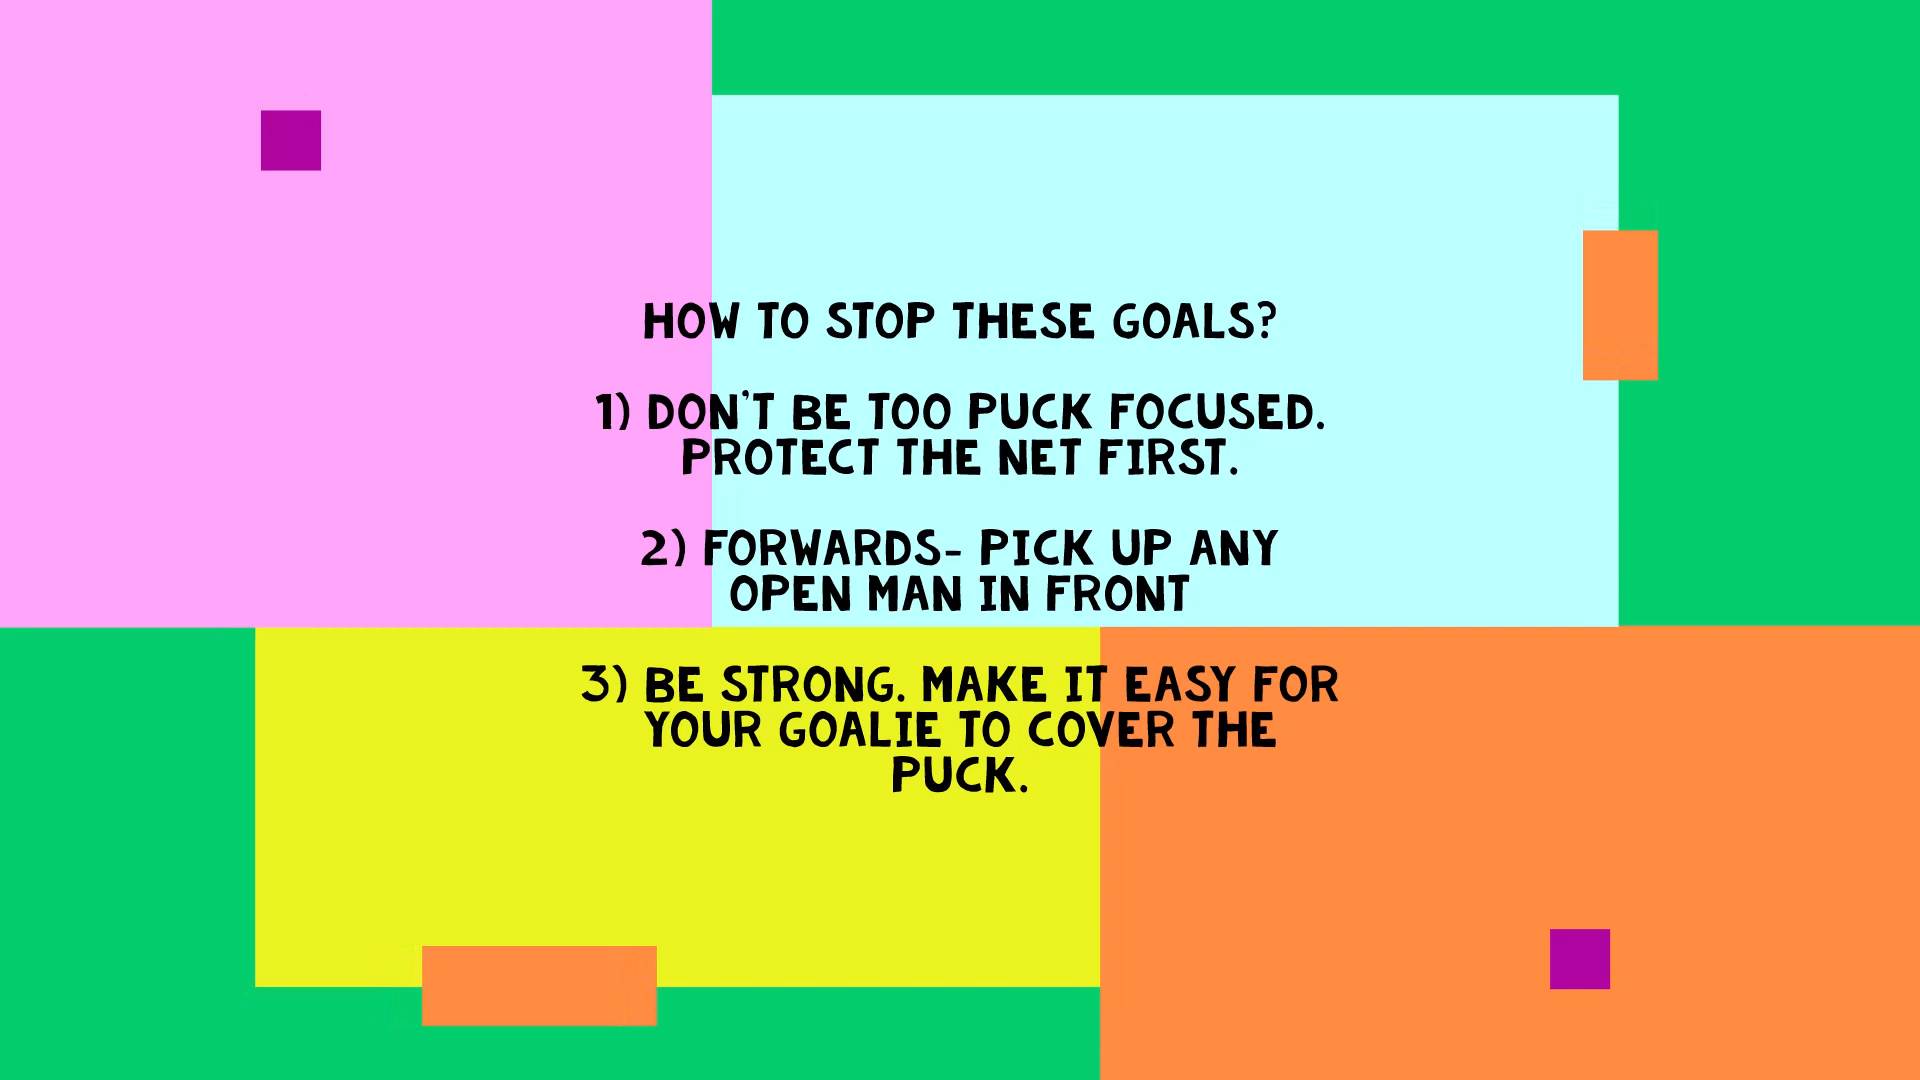 HOW TO STOP THESE GOALS?
1) DON'T BE TOO PUCK FOCUSED.
PROTECT THE NET FIRST.
2) FORWARDS- PICK UP ANY
OPEN MAN IN FRONT
3) BE STRONG. MAKE IT EASY FOR
YOUR GOALIE TO COVER THE
PUCK.